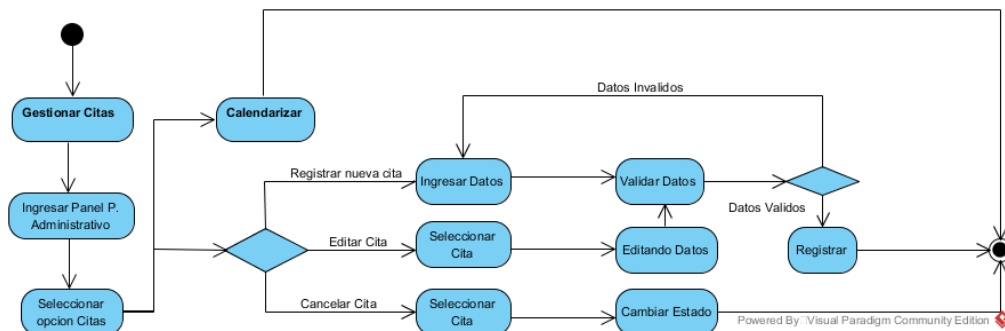 Gestionar Citas
Calendarizar
Datos Invalidos
Registrar nueva cita
Ingresar Datos
Validar Datos
Ingresar Panel P.
Administrativo
Datos Validos
Editar Cita
Seleccionar
Cita
Editando Datos
Registrar
Seleccionar
opcion Citas
Cancelar Cita
Seleccionar
Cita
Cambiar Estado
Powered By Visual Paradigm Community Edition